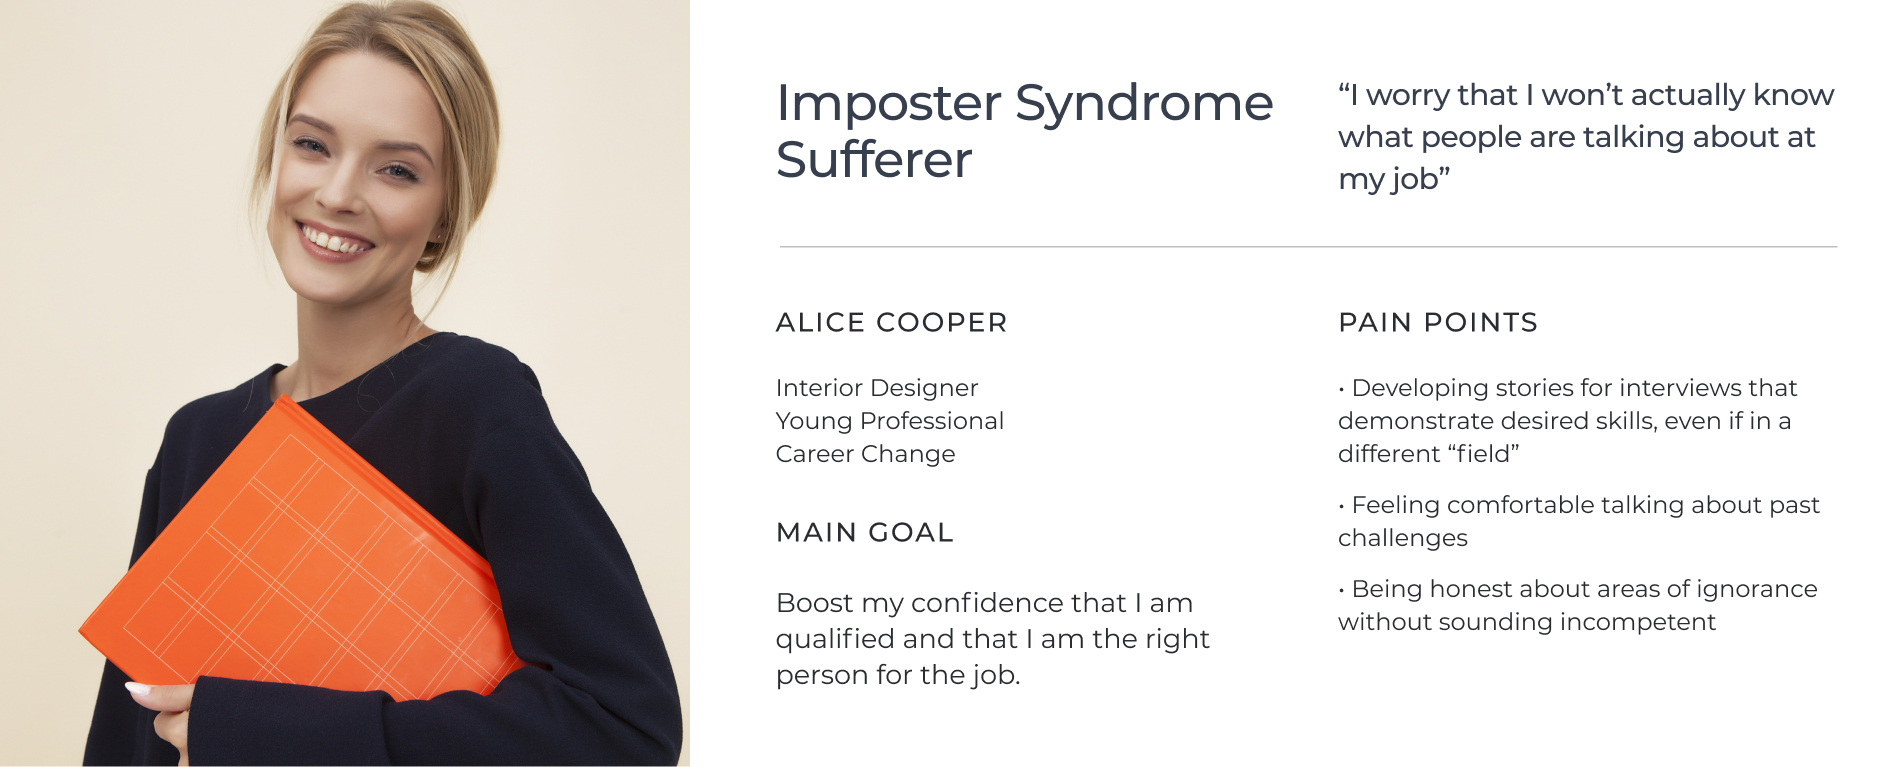 Imposter Syndrome
Sufferer
“I worry that I won’t actually know
what people are talking about at
my job”
ALICE COOPER
Interior Designer
Young Professional
Career Change
MAIN GOAL
Boost my confidence that I am
qualified and that I am the right
person for the job.
PAIN POINTS
• Developing stories for interviews that
demonstrate desired skills, even if in a
different “field”
• Feeling comfortable talking about past
challenges
• Being honest about areas of ignorance
without sounding incompetent